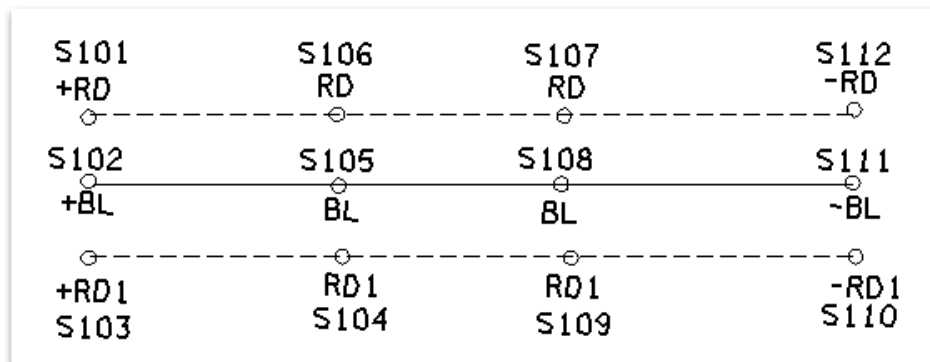 S101 S106 S107 S112
+RD RD RD -RD
S102 S105 S108 S111
+BL BL BL -BL
+RD1 RD1 RD1 -RD1
S103 S104 S109 S110